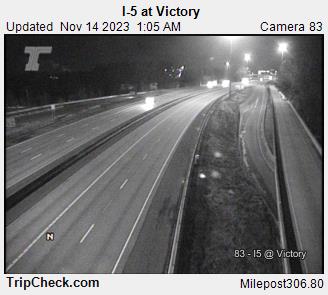 I-5 at Victory
Updated Nov 14 2023 1:05 AM Camera 83
T
N
83 - I5 @ Victory
TripCheck.com Milepost306.80